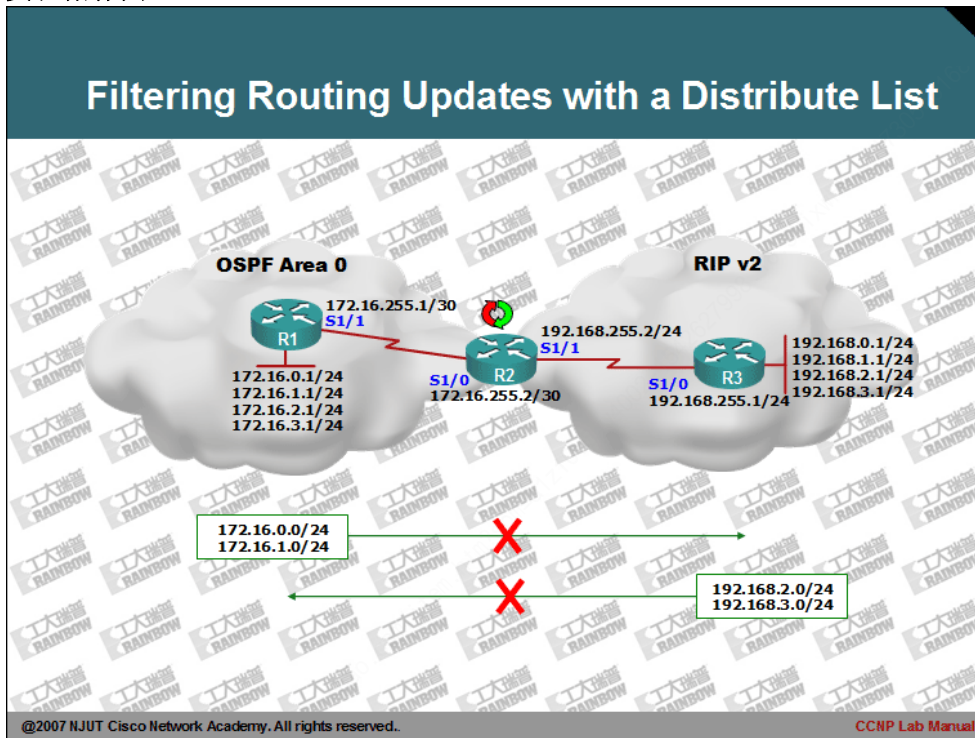 Filtering Routing Updates with a Distribute List
OSPF Area 0
RIP v2
172.16.255.1/30
S1/1
R1
172.16.0.1/24
172.16.1.1/24
172.16.2.1/24
172.16.3.1/24
S1/0
172.16.255.2/30
R2
192.168.255.2/24
S1/1
S1/0
192.168.255.1/24
R3
192.168.0.1/24
192.168.1.1/24
192.168.2.1/24
192.168.3.1/24
172.16.0.0/24
172.16.1.0/24
192.168.2.0/24
192.168.3.0/24
工大瑞普
RAINBOW
@2007 NJUT Cisco Network Academy. All rights reserved..
CCNP Lab Manual